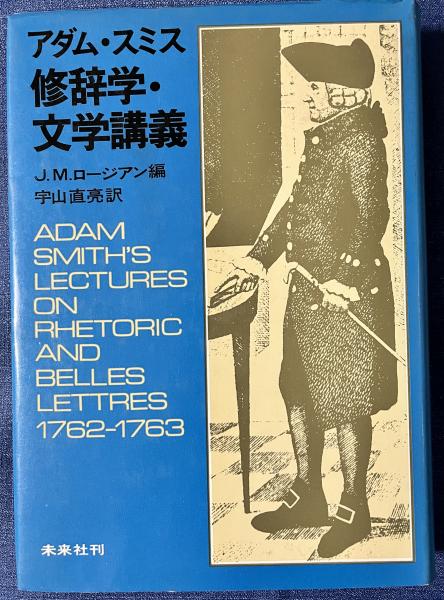 アダム・スミス
修辞学・
文学講義
J.M.ロージアン編
宇山直亮訳
ADAM
SMITH'S
LECTURES
ON
RHETORIC
AND
BELLES
LETTRES
1762-1763
未来社刊